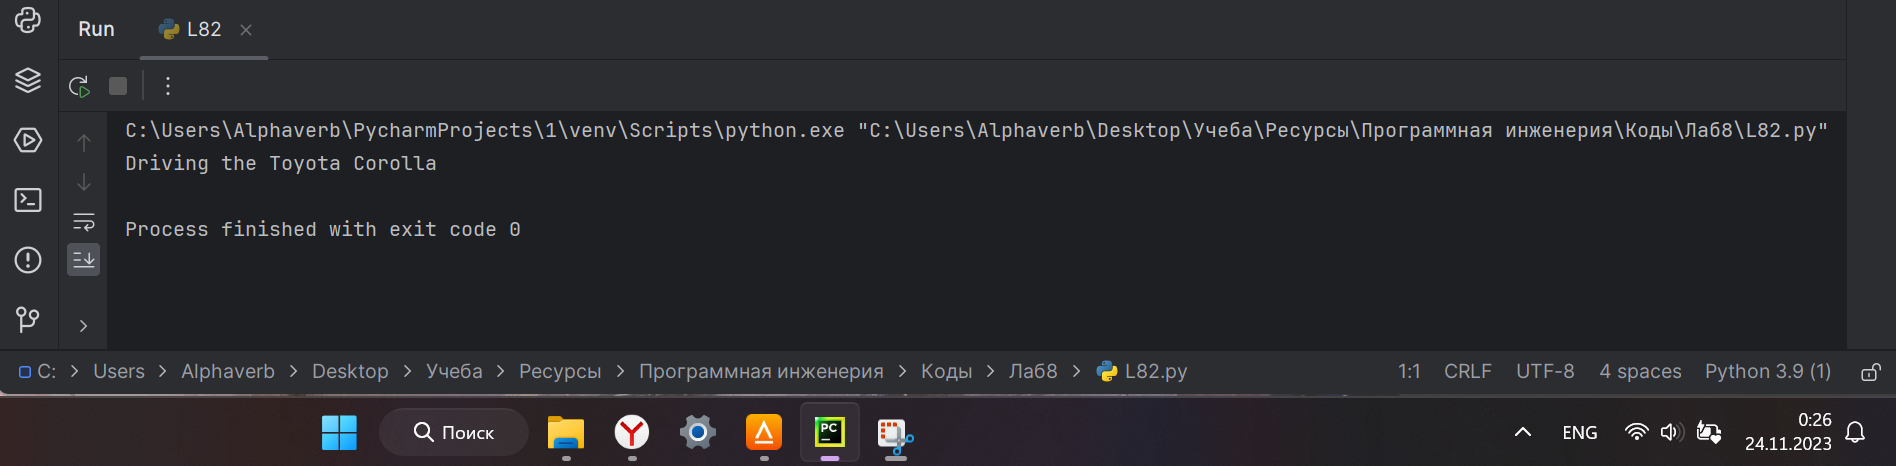 Run L82
C:\Users\Alphaverb\PycharmProjects\1\venv\Scripts\python.exe "C:\Users\Alphaverb\Desktop\Учеба\Ресурсы\Программная инженерия\Коды\Лаб8\L82.py"
Driving the Toyota Corolla
Process finished with exit code 0
C: > Users > Alphaverb > Desktop > Учеба > Ресурсы > Программная инженерия > Коды > Лаб8 > L82.py 1:1 CRLF UTF-8 4 spaces Python 3.9 (1)
Поиск PC ENG 0:26
24.11.2023